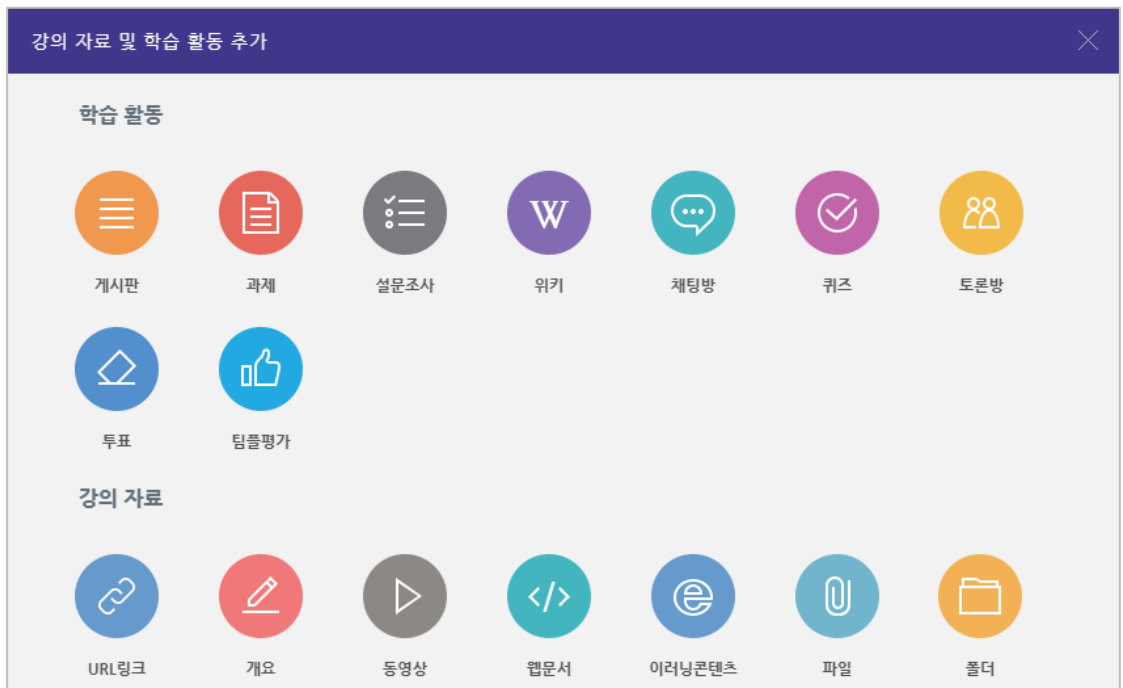 강의 자료 및 학습 활동 추가
학습 활동
게시판 과제 설문조사 위키 채팅방 퀴즈 토론방
W
투표 팀플평가
강의 자료
</>
URL링크 개요 동영상 웹문서 이러닝콘텐츠 파일 폴더